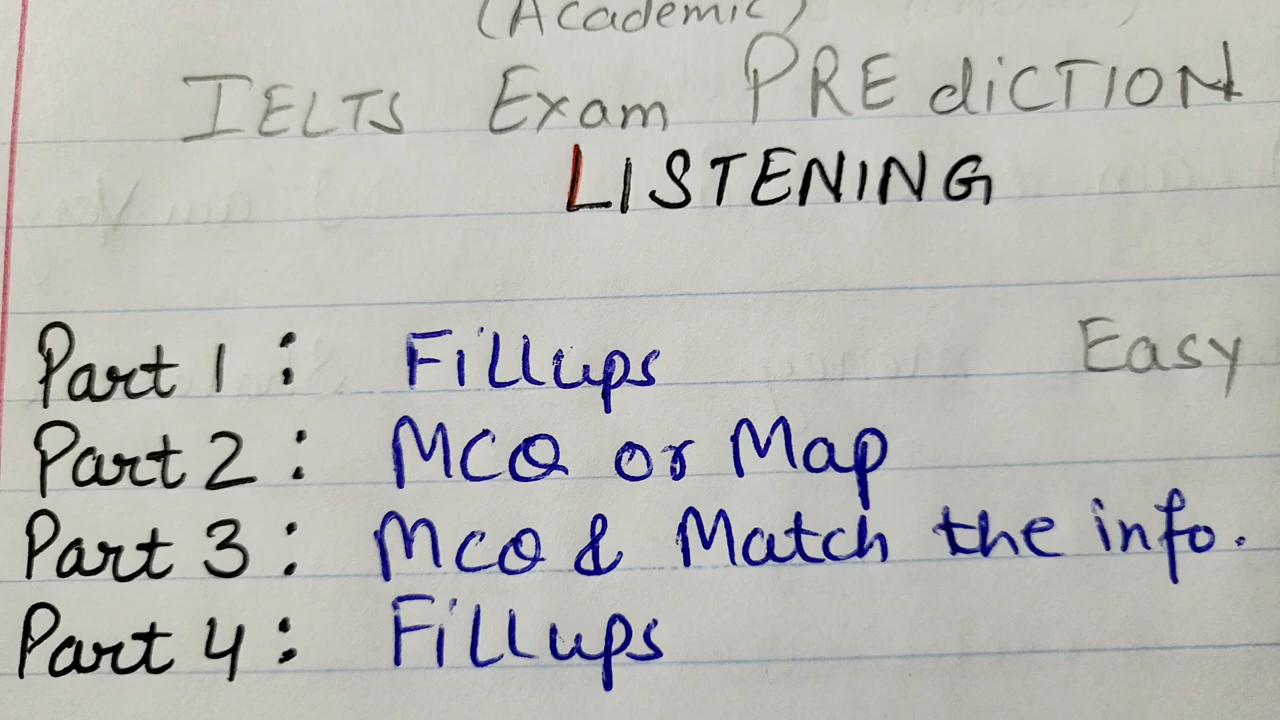 (Academic)
IELTS Exam PREdiCTION
LISTENING
Part 1 : Fillups Easy
Part 2 : MCQ or Map
Part 3 : MCQ & Match the info.
Part 4 : Fillups